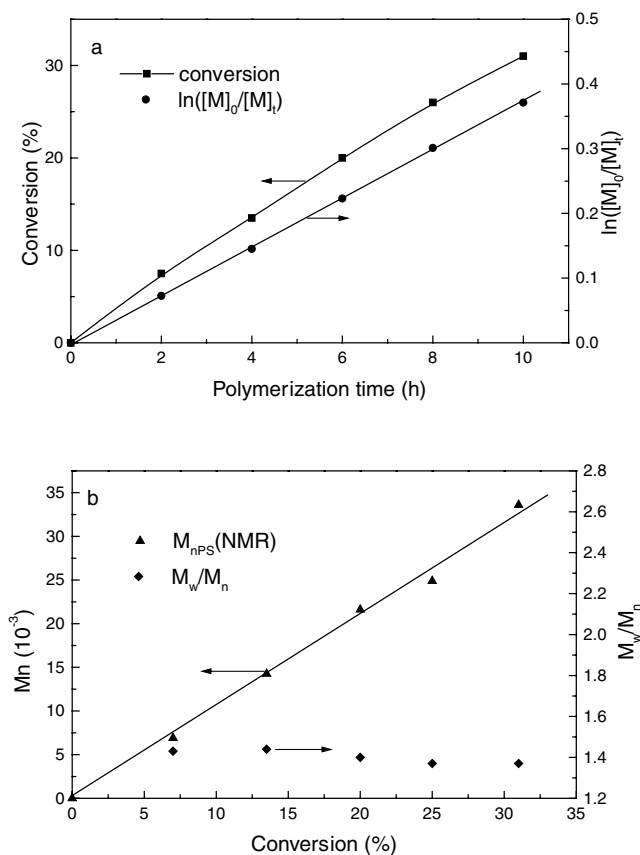 a
conversion
ln([M]0/[M]t)
Conversion (%)
30
20
10
0
ln([M]0/[M]t)
0.5
0.4
0.3
0.2
0.1
0.0
0 2 4 6 8 10
Polymerization time (h)
b
MnPS(NMR)
Mw/Mn
Mn (10-3)
35
30
25
20
15
10
5
0
Mw/Mn
2.8
2.6
2.4
2.2
2.0
1.8
1.6
1.4
1.2
0 5 10 15 20 25 30 35
Conversion (%)